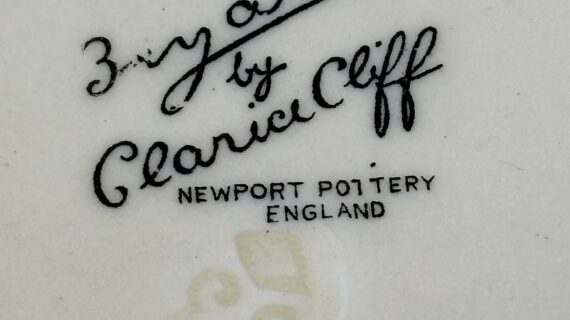 by
Clarice Cliff
NEWPORT POTTERY
ENGLAND